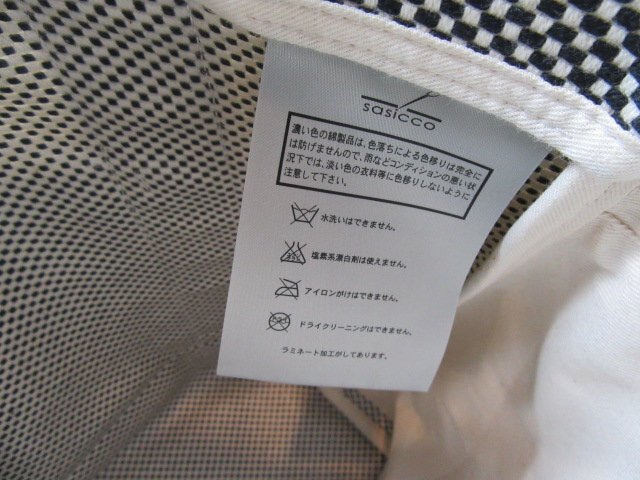 sasicco
濃い色の綿製品は、色落ちによる色移りは完全に
は防げませんので、雨などコンディションの悪い状
況下では、淡い色の衣料等に色移りしないように
注意して下さい。
水洗いはできません。
塩素系漂白剤は使えません。
アイロンがけはできません。
ドライクリーニングはできません。
ラミネート加工がしてあります。